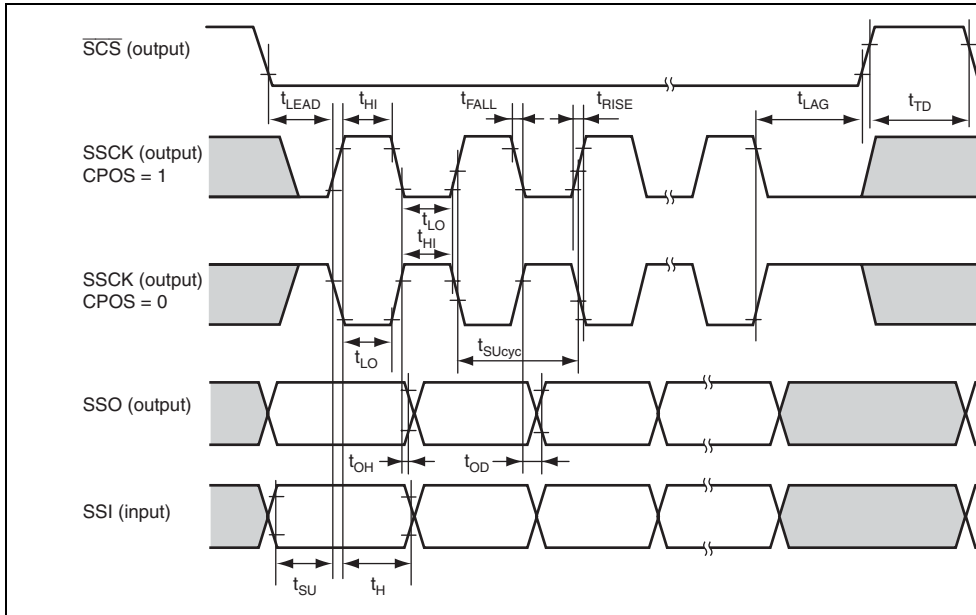 SCS (output)
tLEAD tHI tFALL tRISE tLAG tTD
SSCK (output)
CPOS = 1
tLO
tHI
SSCK (output)
CPOS = 0
tLO tSUcyc
SSO (output)
tOH tOD
SSI (input)
tSU tH